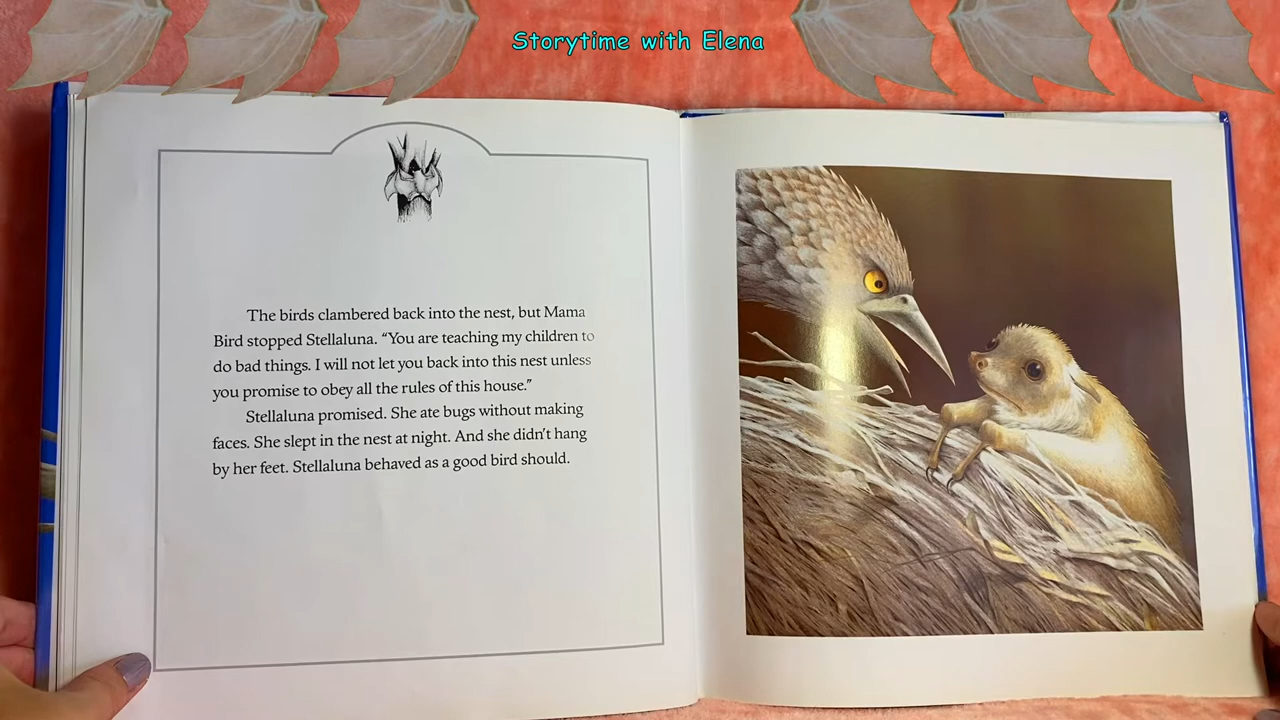 Storytime with Elena
The birds clambered back into the nest, but Mama
Bird stopped Stellaluna. “You are teaching my children to
do bad things. I will not let you back into this nest unless
you promise to obey all the rules of this house.”
Stellaluna promised. She ate bugs without making
faces. She slept in the nest at night. And she didn’t hang
by her feet. Stellaluna behaved as a good bird should.